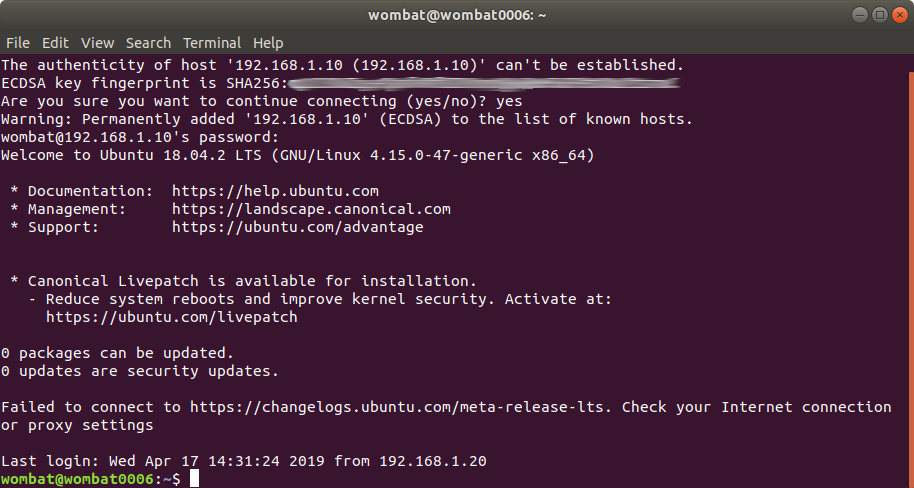 wombat@wombat0006: ~
File Edit View Search Terminal Help
The authenticity of host '192.168.1.10 (192.168.1.10)' can't be established.
ECDSA key fingerprint is SHA256:
Are you sure you want to continue connecting (yes/no)? yes
Warning: Permanently added '192.168.1.10' (ECDSA) to the list of known hosts.
wombat@192.168.1.10's password:
Welcome to Ubuntu 18.04.2 LTS (GNU/Linux 4.15.0-47-generic x86_64)
* Documentation: https://help.ubuntu.com
* Management: https://landscape.canonical.com
* Support: https://ubuntu.com/advantage
* Canonical Livepatch is available for installation.
- Reduce system reboots and improve kernel security. Activate at:
https://ubuntu.com/livepatch
0 packages can be updated.
0 updates are security updates.
Failed to connect to https://changelogs.ubuntu.com/meta-release-lts. Check your Internet connection
or proxy settings
Last login: Wed Apr 17 14:31:24 2019 from 192.168.1.20
wombat@wombat0006:~$